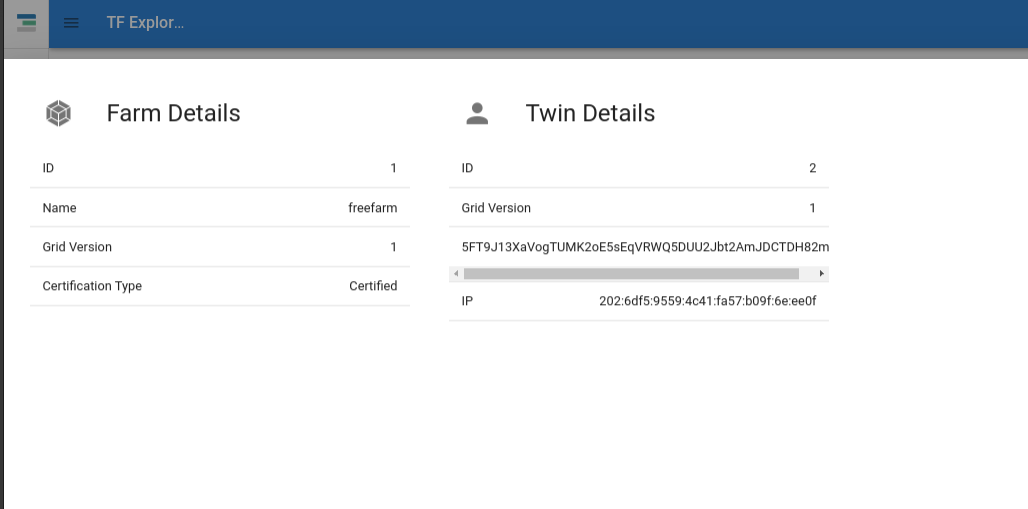 TF Explor...
Farm Details
ID 1
Name freefarm
Grid Version 1
Certification Type Certified
Twin Details
ID 2
Grid Version 1
5FT9J13XaVogTUMK2oE5sEqVRWQ5DUU2Jbt2AmJDCTDH82m
IP 202:6df5:9559:4c41:fa57:b09f:6e:ee0f